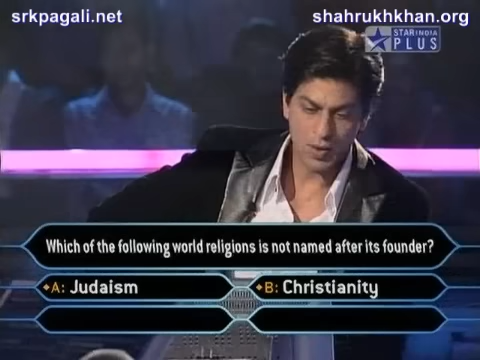 srkpagali.net
shahrukhkhan.org
STAR INDIA
PLUS
Which of the following world religions is not named after its founder?
A: Judaism
B: Christianity